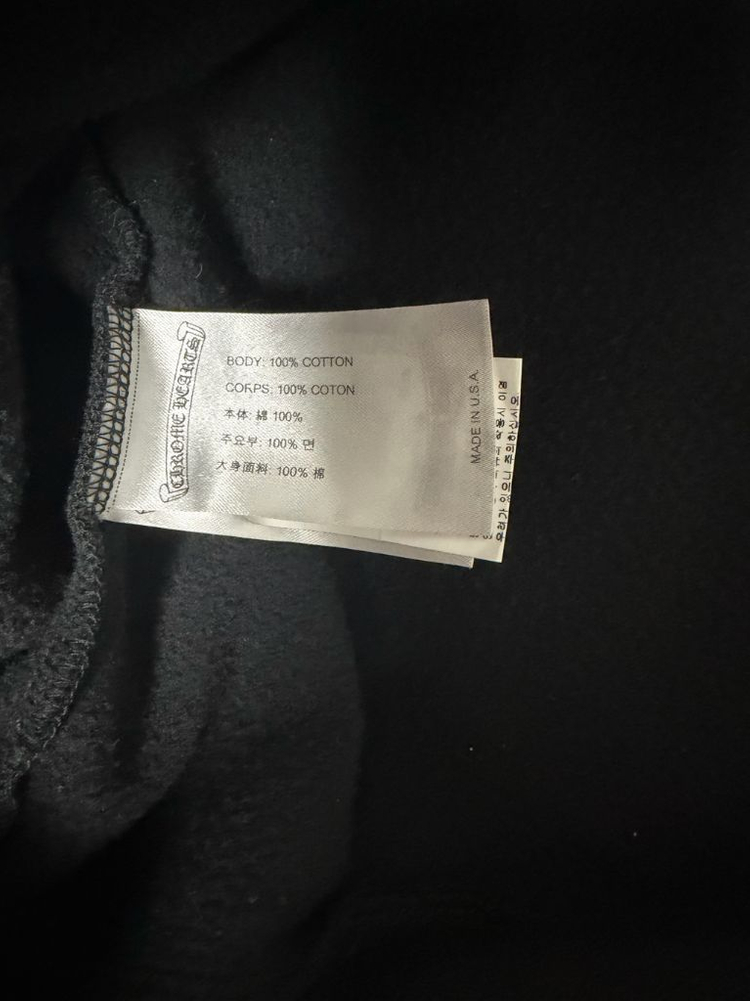 CHROME HEARTS
BODY: 100% COTTON
CORPS: 100% COTON
本体: 綿 100%
주요부: 100% 면
大身面料: 100% 棉
MADE IN U.S.A.